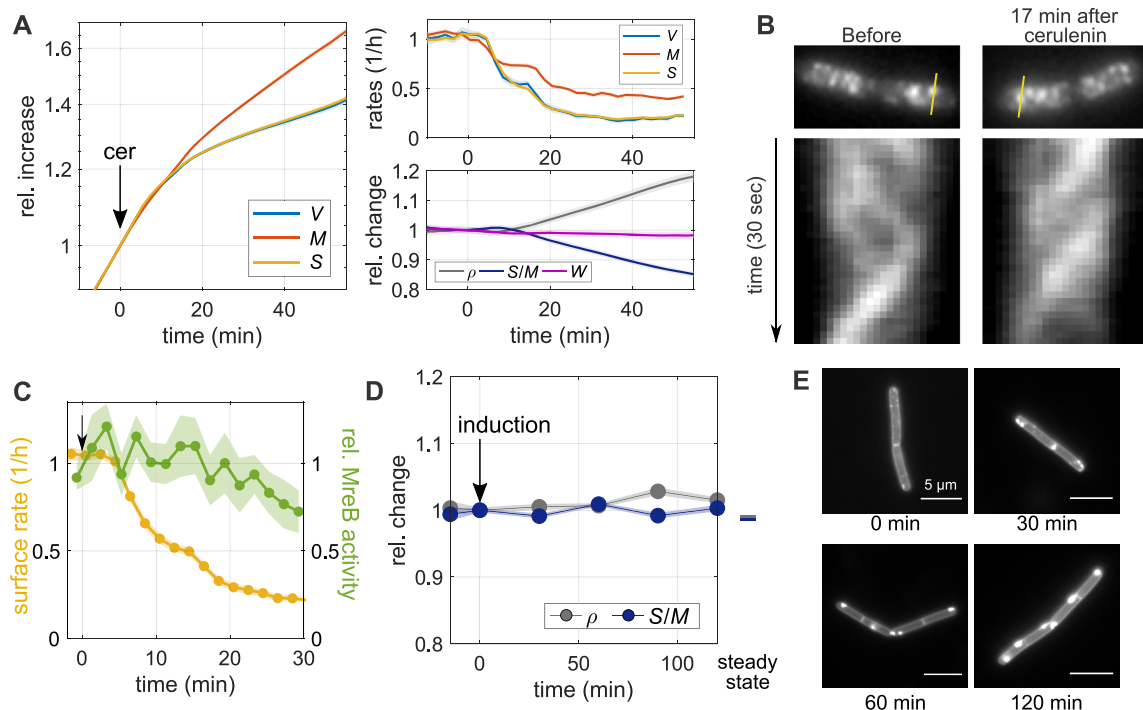 A
rel. increase
1.6
1.4
1.2
1
cer
V
M
S
0
20
40
time (min)
rates (1/h)
1
0.5
0
V
M
S
0
20
40
rel. change
1.2
1.1
1.0
0.9
0.8
ρ
S/M
W
0
20
40
time (min)
B
Before
17 min after
cerulenin
time (30 sec)
C
surface rate (1/h)
1
0.5
0
rel. MreB
activity
1
0.5
0
0
10
20
30
time (min)
D
rel. change
1.2
1.1
1.0
0.9
0.8
induction
ρ
S/M
0
50
100
steady
state
time (min)
E
5 µm
0 min
30 min
60 min
120 min